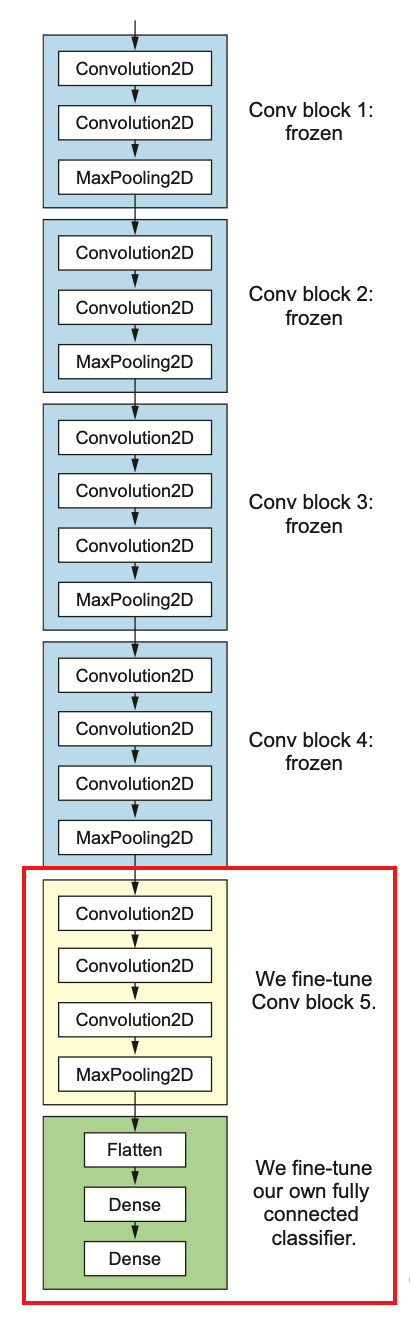 Convolution2D
Convolution2D
MaxPooling2D
Conv block 1:
frozen
Convolution2D
Convolution2D
MaxPooling2D
Conv block 2:
frozen
Convolution2D
Convolution2D
Convolution2D
MaxPooling2D
Conv block 3:
frozen
Convolution2D
Convolution2D
Convolution2D
MaxPooling2D
Conv block 4:
frozen
Convolution2D
Convolution2D
Convolution2D
MaxPooling2D
We fine-tune
Conv block 5.
Flatten
Dense
Dense
We fine-tune
our own fully
connected
classifier.